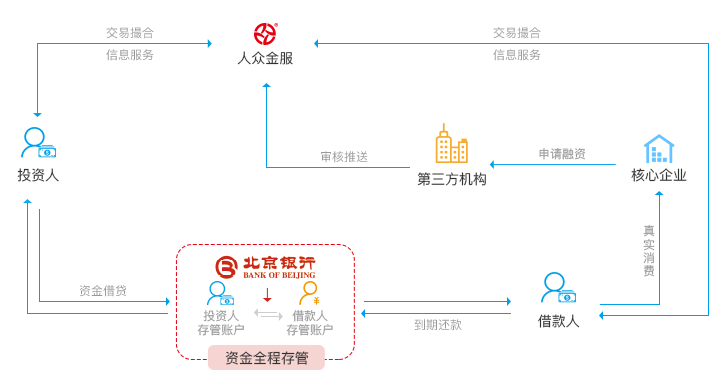 交易撮合
信息服务
人众金服
交易撮合
信息服务
投资人
审核推送
第三方机构
申请融资
核心企业
真实消费
资金借贷
北京银行
BANK OF BEIJING
投资人
存管账户
借款人
存管账户
资金全程存管
到期还款
借款人